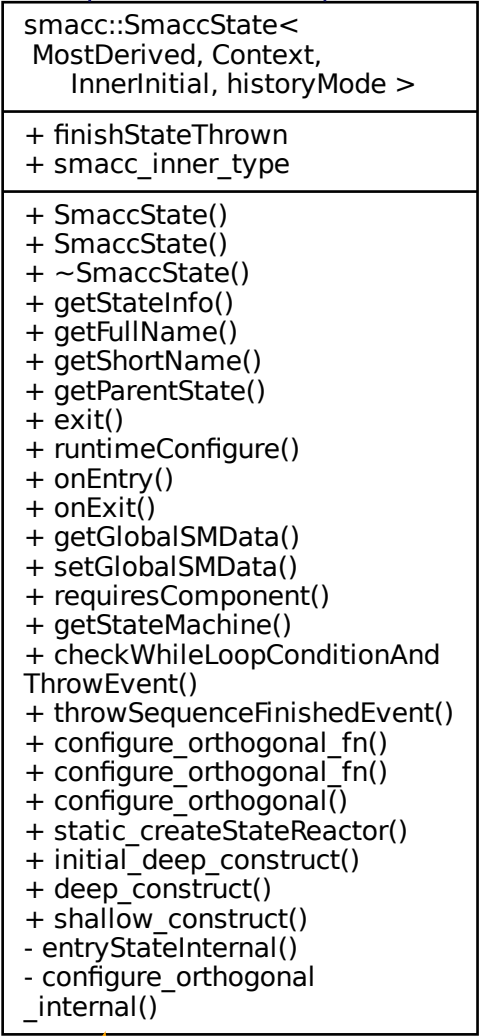 smacc::SmaccState<
MostDerived, Context,
InnerInitial, historyMode >
+ finishStateThrown
+ smacc_inner_type
+ SmaccState()
+ SmaccState()
+ ~SmaccState()
+ getStateInfo()
+ getFullName()
+ getShortName()
+ getParentState()
+ exit()
+ runtimeConfigure()
+ onEntry()
+ onExit()
+ getGlobalSMData()
+ setGlobalSMData()
+ requiresComponent()
+ getStateMachine()
+ checkWhileLoopConditionAnd
ThrowEvent()
+ throwSequenceFinishedEvent()
+ configure_orthogonal_fn()
+ configure_orthogonal_fn()
+ configure_orthogonal()
+ static_createStateReactor()
+ initial_deep_construct()
+ deep_construct()
+ shallow_construct()
- entryStateInternal()
- configure_orthogonal
_internal()